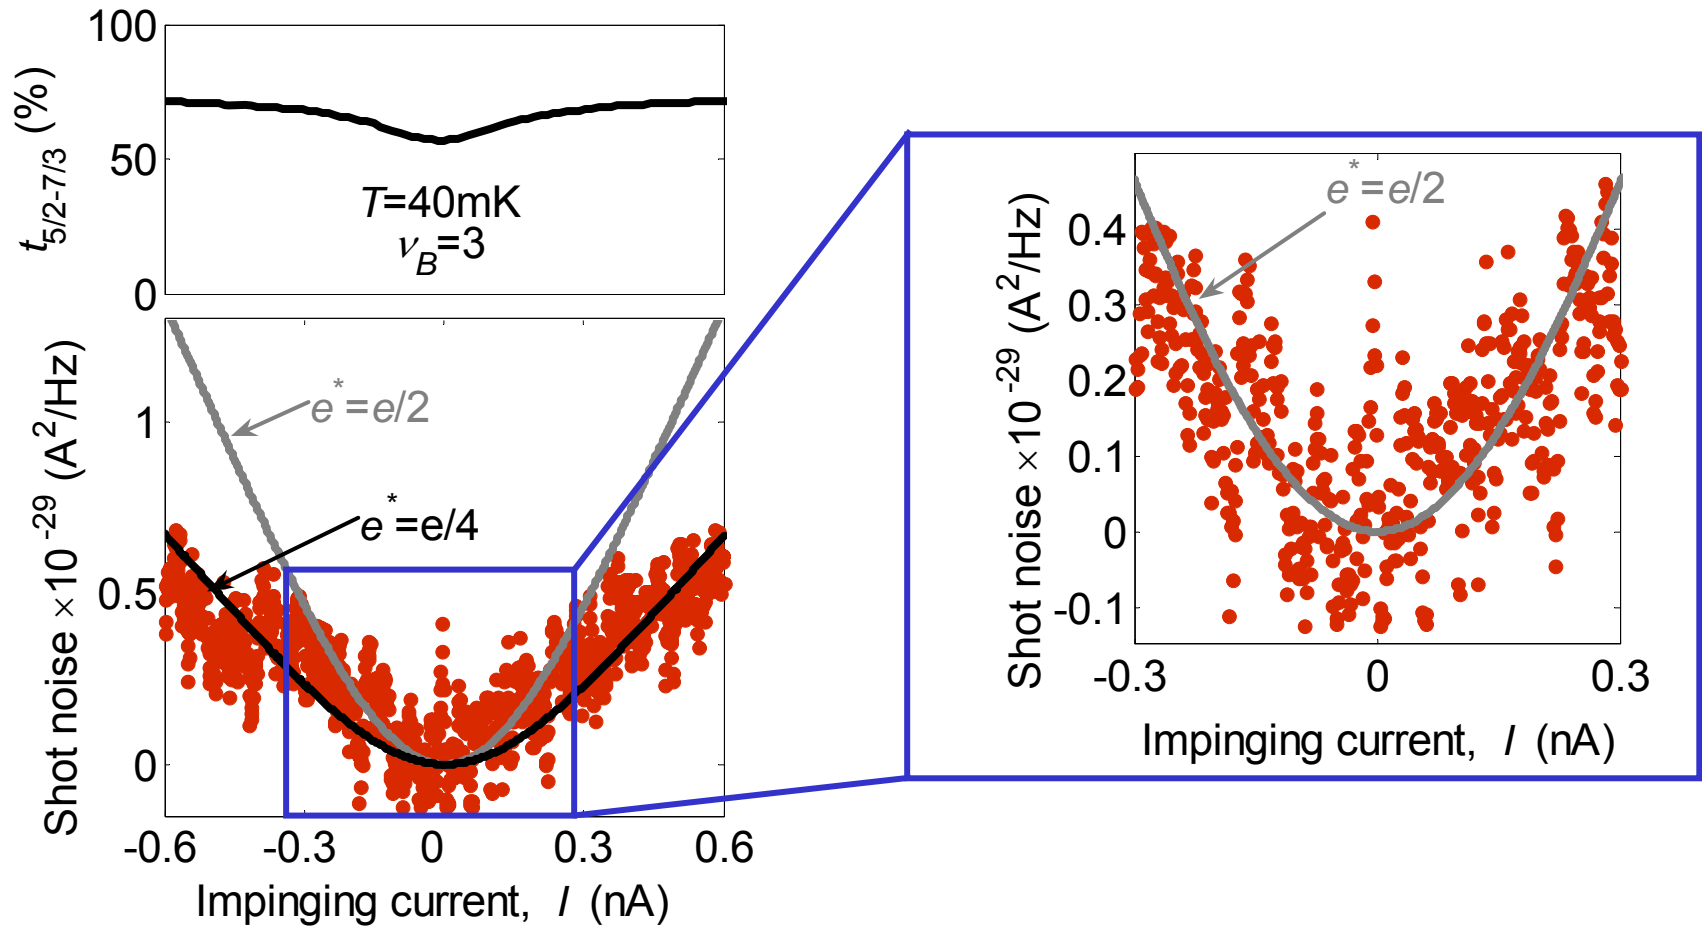 100
50
0
t5/2-7/3 (%)
T=40mK
νB=3
1
0.5
0
Shot noise ×10^-29 (A^2/Hz)
e*=e/2
e*=e/4
-0.6 -0.3 0 0.3 0.6
Impinging current, I (nA)
0.4
0.3
0.2
0.1
0
-0.1
Shot noise ×10^-29 (A^2/Hz)
e*=e/2
-0.3 0 0.3
Impinging current, I (nA)